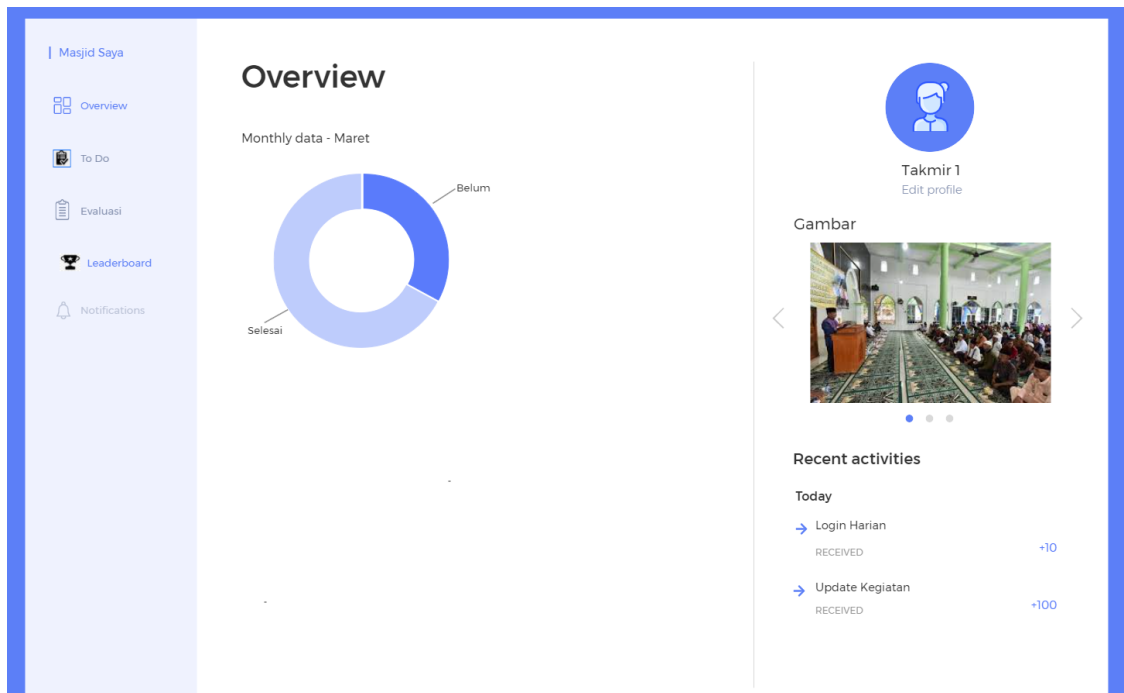 Masjid Saya
Overview
To Do
Evaluasi
Leaderboard
Notifications
Overview
Monthly data - Maret
Belum
Selesai
Takmir 1
Edit profile
Gambar
Recent activities
Today
Login Harian
RECEIVED
+10
Update Kegiatan
RECEIVED
+100